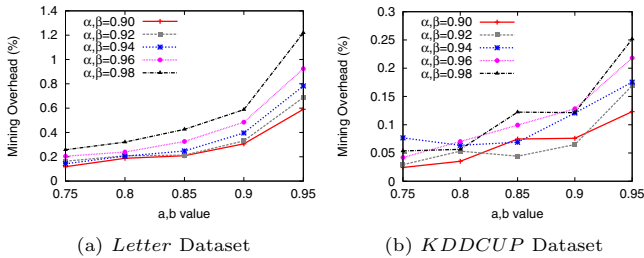 Mining Overhead (%)
1.4
1.2
1
0.8
0.6
0.4
0.2
0
α,β=0.90
α,β=0.92
α,β=0.94
α,β=0.96
α,β=0.98
0.75 0.8 0.85 0.9 0.95
a,b value
(a) Letter Dataset
Mining Overhead (%)
0.3
0.25
0.2
0.15
0.1
0.05
0
α,β=0.90
α,β=0.92
α,β=0.94
α,β=0.96
α,β=0.98
0.75 0.8 0.85 0.9 0.95
a,b value
(b) KDDCUP Dataset